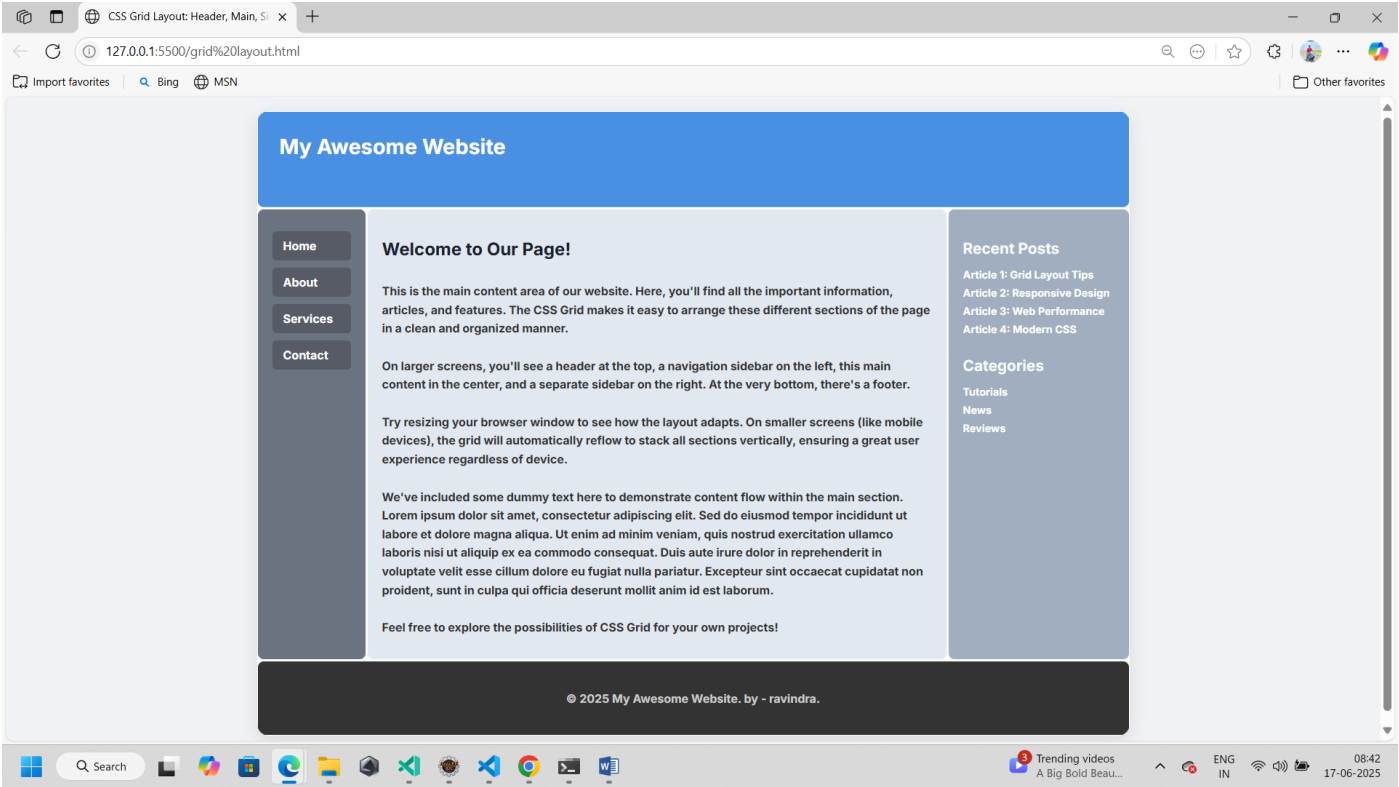 CSS Grid Layout: Header, Main, Si
127.0.0.1:5500/grid%20layout.html
Import favorites
Bing
MSN
Other favorites
My Awesome Website
Home
About
Services
Contact
Welcome to Our Page!
This is the main content area of our website. Here, you'll find all the important information,
articles, and features. The CSS Grid makes it easy to arrange these different sections of the page
in a clean and organized manner.
On larger screens, you'll see a header at the top, a navigation sidebar on the left, this main
content in the center, and a separate sidebar on the right. At the very bottom, there's a footer.
Try resizing your browser window to see how the layout adapts. On smaller screens (like mobile
devices), the grid will automatically reflow to stack all sections vertically, ensuring a great user
experience regardless of device.
We've included some dummy text here to demonstrate content flow within the main section.
Lorem ipsum dolor sit amet, consectetur adipiscing elit. Sed do eiusmod tempor incididunt ut
labore et dolore magna aliqua. Ut enim ad minim veniam, quis nostrud exercitation ullamco
laboris nisi ut aliquip ex ea commodo consequat. Duis aute irure dolor in reprehenderit in
voluptate velit esse cillum dolore eu fugiat nulla pariatur. Excepteur sint occaecat cupidatat non
proident, sunt in culpa qui officia deserunt mollit anim id est laborum.
Feel free to explore the possibilities of CSS Grid for your own projects!
Recent Posts
Article 1: Grid Layout Tips
Article 2: Responsive Design
Article 3: Web Performance
Article 4: Modern CSS
Categories
Tutorials
News
Reviews
© 2025 My Awesome Website. by - ravindra.
Search
3
Trending videos
A Big Bold Beau...
ENG
IN
08:42
17-06-2025